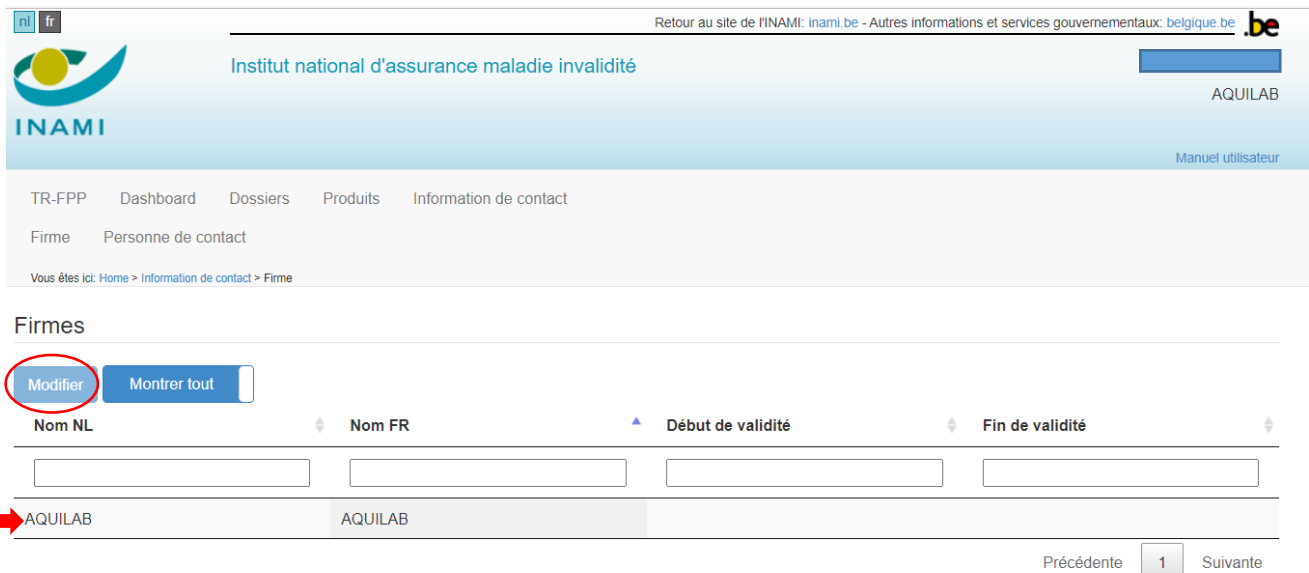 nl fr
Retour au site de l'INAMI: inami.be - Autres informations et services gouvernementaux: belgique.be .be
Institut national d'assurance maladie invalidité
INAMI
AQUILAB
Manuel utilisateur
TR-FPP Dashboard Dossiers Produits Information de contact
Firme Personne de contact
Vous êtes ici: Home > Information de contact > Firme
Firmes
Modifier Montrer tout
Nom NL Nom FR Début de validité Fin de validité
AQUILAB AQUILAB
Précédente 1 Suivante